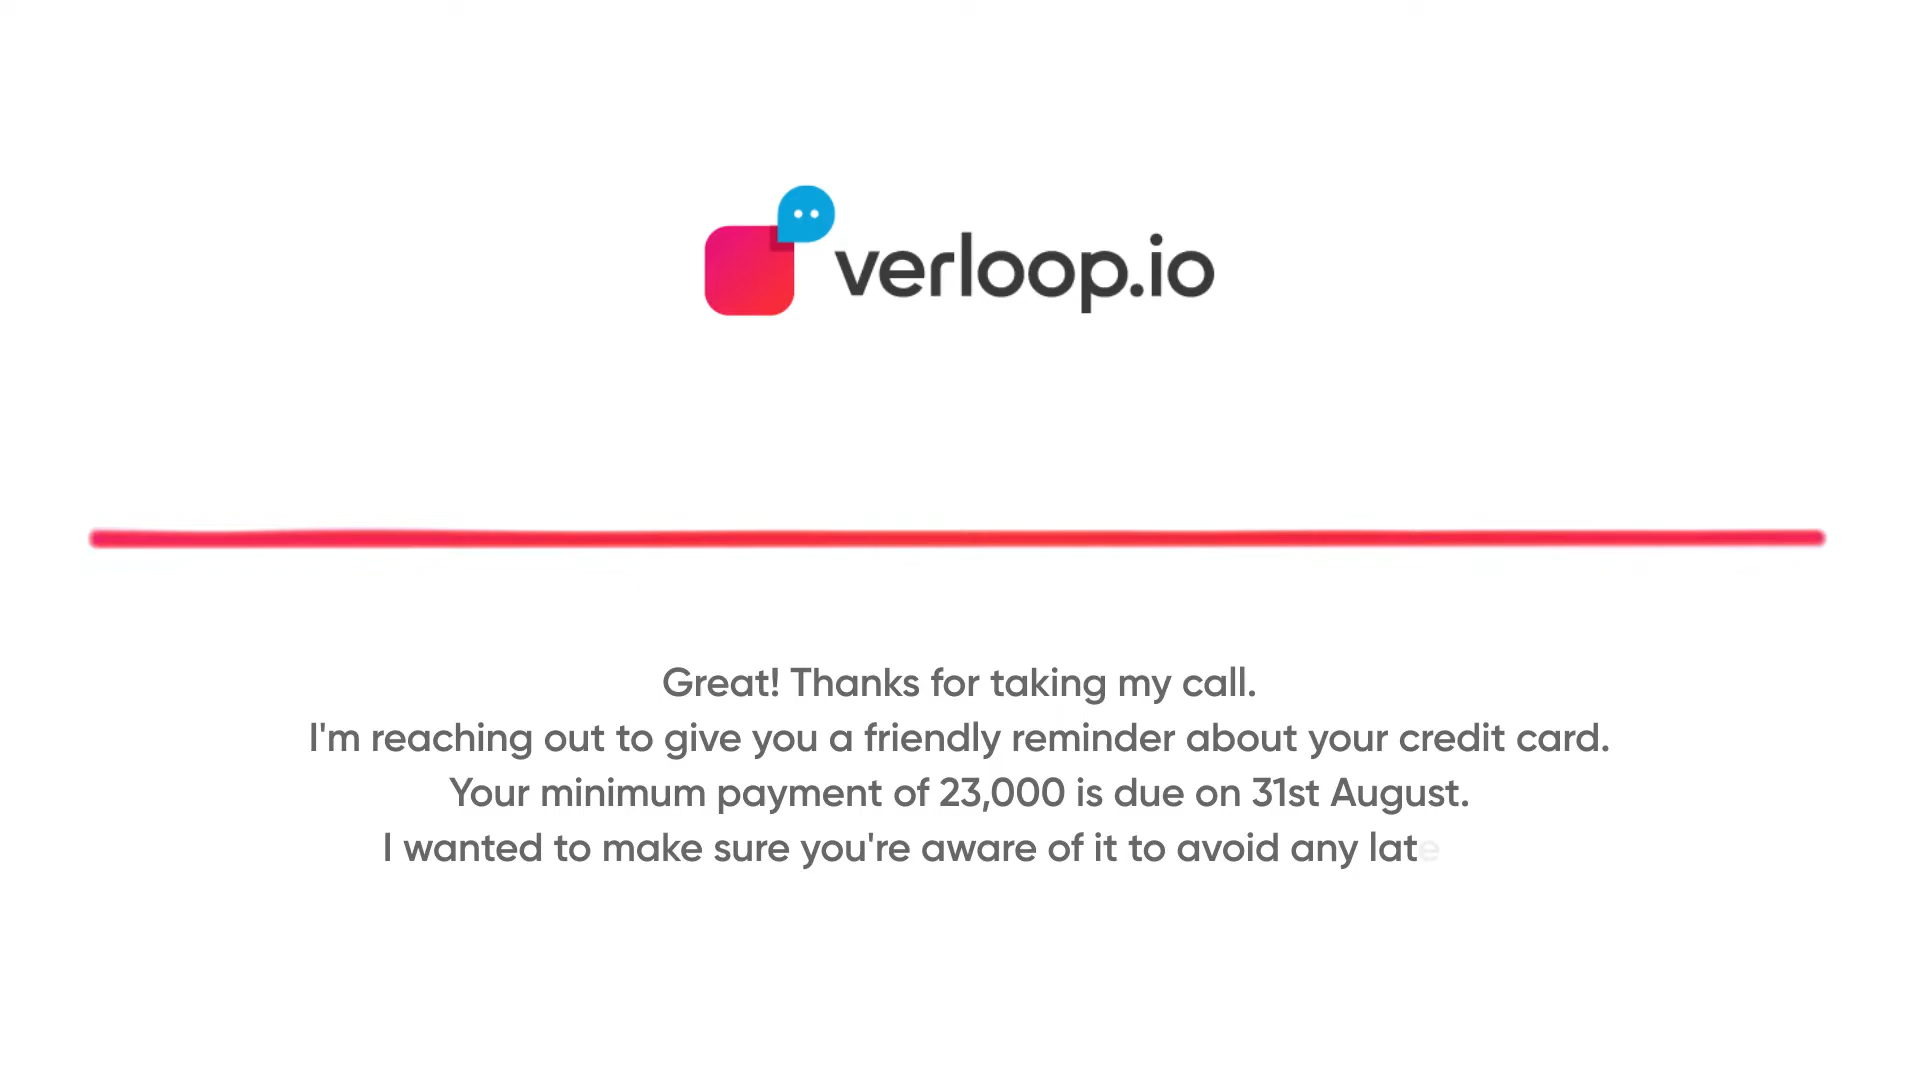 verloop.io
Great! Thanks for taking my call.
I'm reaching out to give you a friendly reminder about your credit card.
Your minimum payment of 23,000 is due on 31st August.
I wanted to make sure you're aware of it to avoid any late